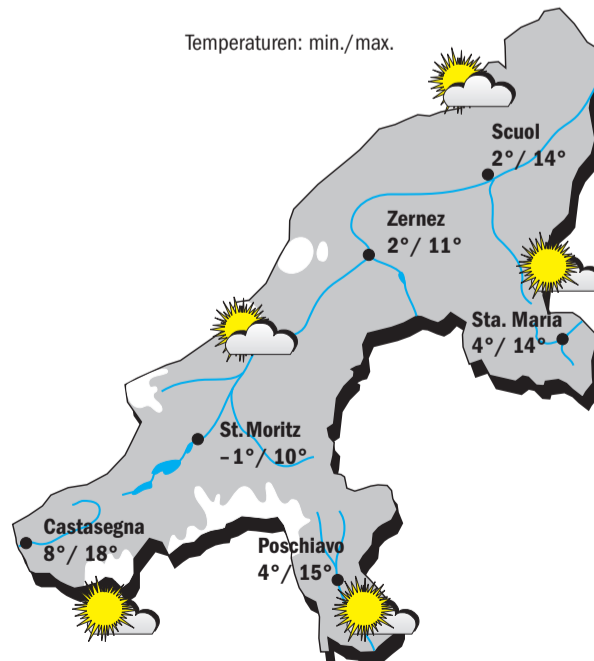 Temperaturen: min./max.
Scuol
2°/ 14°
Zernez
2°/ 11°
Sta. Maria
4°/ 14°
St. Moritz
–1°/ 10°
Castasegna
8°/ 18°
Poschiavo
4°/ 15°